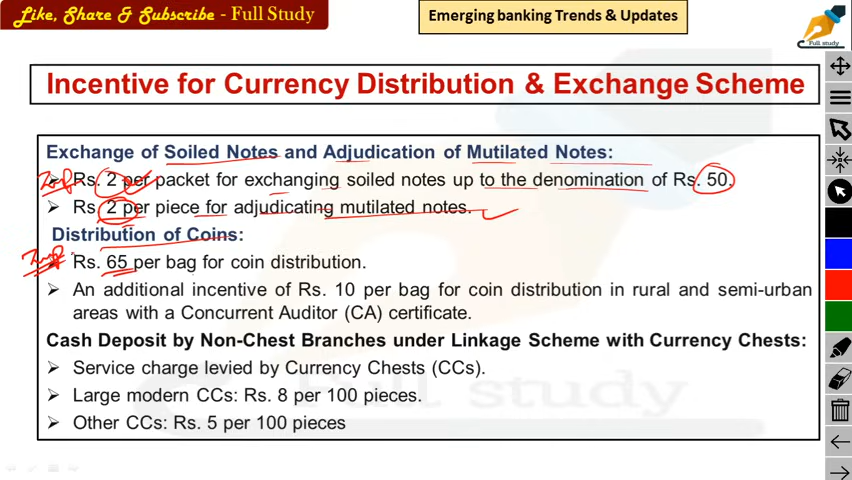 Like, Share & Subscribe - Full Study
Emerging banking Trends & Updates
Full study
Incentive for Currency Distribution & Exchange Scheme
Exchange of Soiled Notes and Adjudication of Mutilated Notes:
Rs. 2 per packet for exchanging soiled notes up to the denomination of Rs. 50.
Rs. 2 per piece for adjudicating mutilated notes.
Distribution of Coins:
Rs. 65 per bag for coin distribution.
An additional incentive of Rs. 10 per bag for coin distribution in rural and semi-urban
areas with a Concurrent Auditor (CA) certificate.
Cash Deposit by Non-Chest Branches under Linkage Scheme with Currency Chests:
Service charge levied by Currency Chests (CCs).
Large modern CCs: Rs. 8 per 100 pieces.
Other CCs: Rs. 5 per 100 pieces
Full study